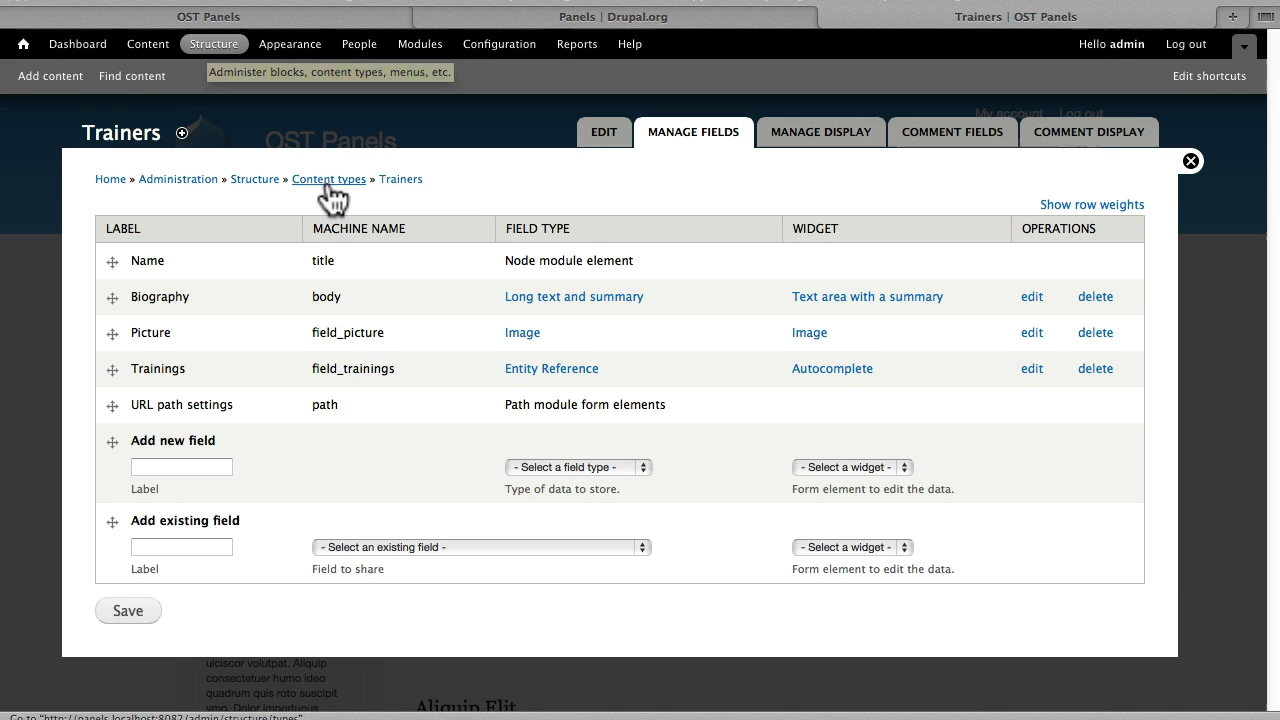 OST Panels Panels | Drupal.org Trainers | OST Panels
Dashboard Content Structure Appearance People Modules Configuration Reports Help Hello admin Log out
Add content Find content Administer blocks, content types, menus, etc. Edit shortcuts
My account Log out
Trainers OST Panels EDIT MANAGE FIELDS MANAGE DISPLAY COMMENT FIELDS COMMENT DISPLAY
Home » Administration » Structure » Content types » Trainers
Show row weights
LABEL MACHINE NAME FIELD TYPE WIDGET OPERATIONS
Name title Node module element
Biography body Long text and summary Text area with a summary edit delete
Picture field_picture Image Image edit delete
Trainings field_trainings Entity Reference Autocomplete edit delete
URL path settings path Path module form elements
Add new field
- Select a field type - - Select a widget -
Label Type of data to store. Form element to edit the data.
Add existing field
- Select an existing field - - Select a widget -
Label Field to share Form element to edit the data.
Save
ulciscor volutpat. Aliquip
consectetuer humo ideo
quadrum quis roto suscipit
vmo. Dolor importunus Aliquip Elit
Go to "http://panels.localhost:8082/admin/structure/types"